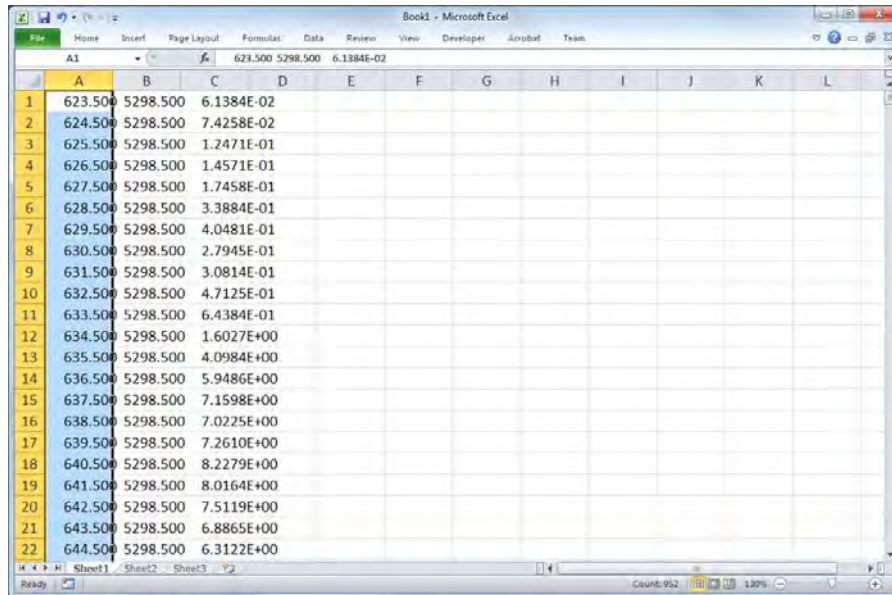 Book1 - Microsoft Excel
File Home Insert Page Layout Formulas Data Review View Developer Acrobat Team
A1 fx 623.500 5298.500 6.1384E-02
A B C D E F G H I J K L
1 623.500 5298.500 6.1384E-02
2 624.500 5298.500 7.4258E-02
3 625.500 5298.500 1.2471E-01
4 626.500 5298.500 1.4571E-01
5 627.500 5298.500 1.7458E-01
6 628.500 5298.500 3.3884E-01
7 629.500 5298.500 4.0481E-01
8 630.500 5298.500 2.7945E-01
9 631.500 5298.500 3.0814E-01
10 632.500 5298.500 4.7125E-01
11 633.500 5298.500 6.4384E-01
12 634.500 5298.500 1.6027E+00
13 635.500 5298.500 4.0984E+00
14 636.500 5298.500 5.9486E+00
15 637.500 5298.500 7.1598E+00
16 638.500 5298.500 7.0225E+00
17 639.500 5298.500 7.2610E+00
18 640.500 5298.500 8.2279E+00
19 641.500 5298.500 8.0164E+00
20 642.500 5298.500 7.5119E+00
21 643.500 5298.500 6.8865E+00
22 644.500 5298.500 6.3122E+00
Sheet1 Sheet2 Sheet3
Ready Count: 952 130%